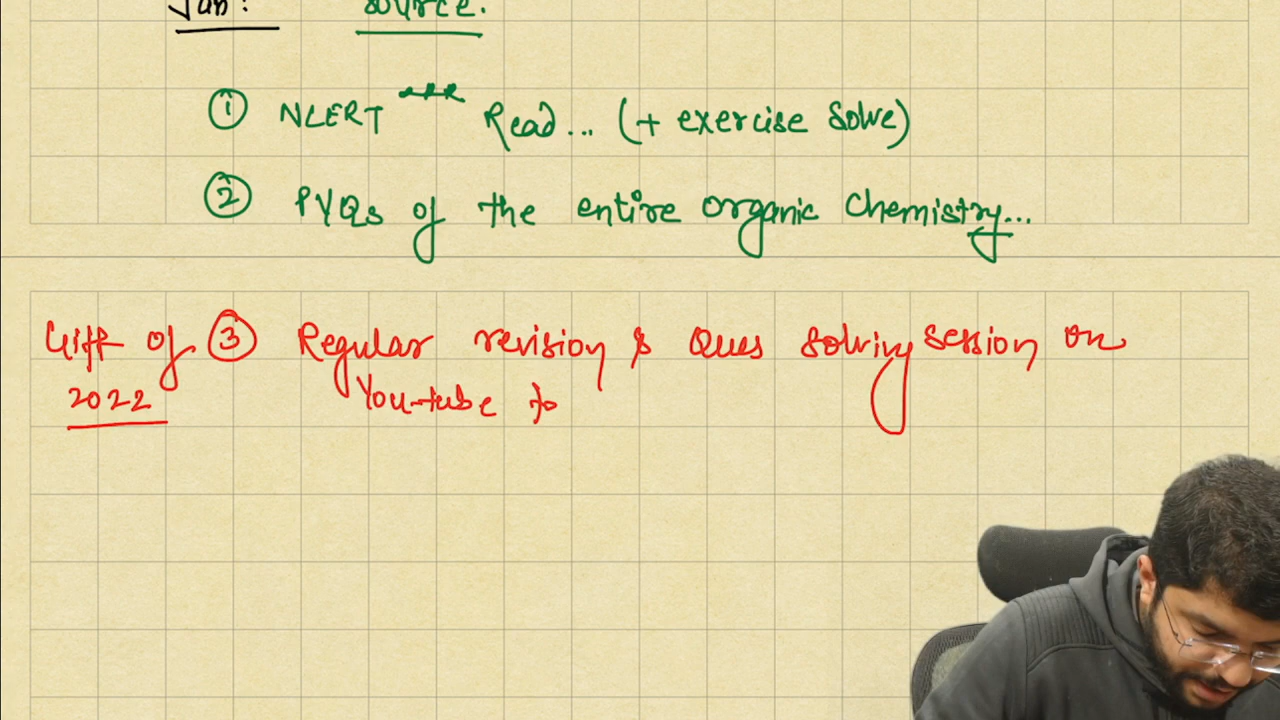 Jan: source.
① NCERT *** Read... (+ exercise solve)
② PYQs of the entire organic chemistry...
Gift of ③ Regular revision & Ques solving session on
2022 You-tube to